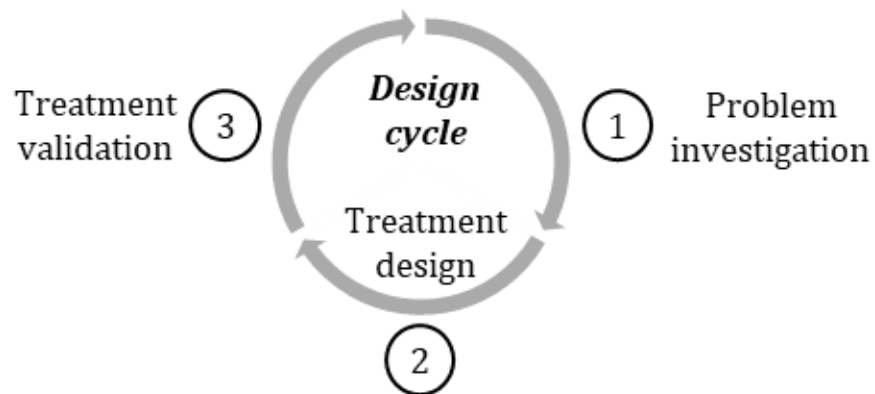 Design
cycle
1
Problem
investigation
Treatment
design
2
Treatment
validation
3